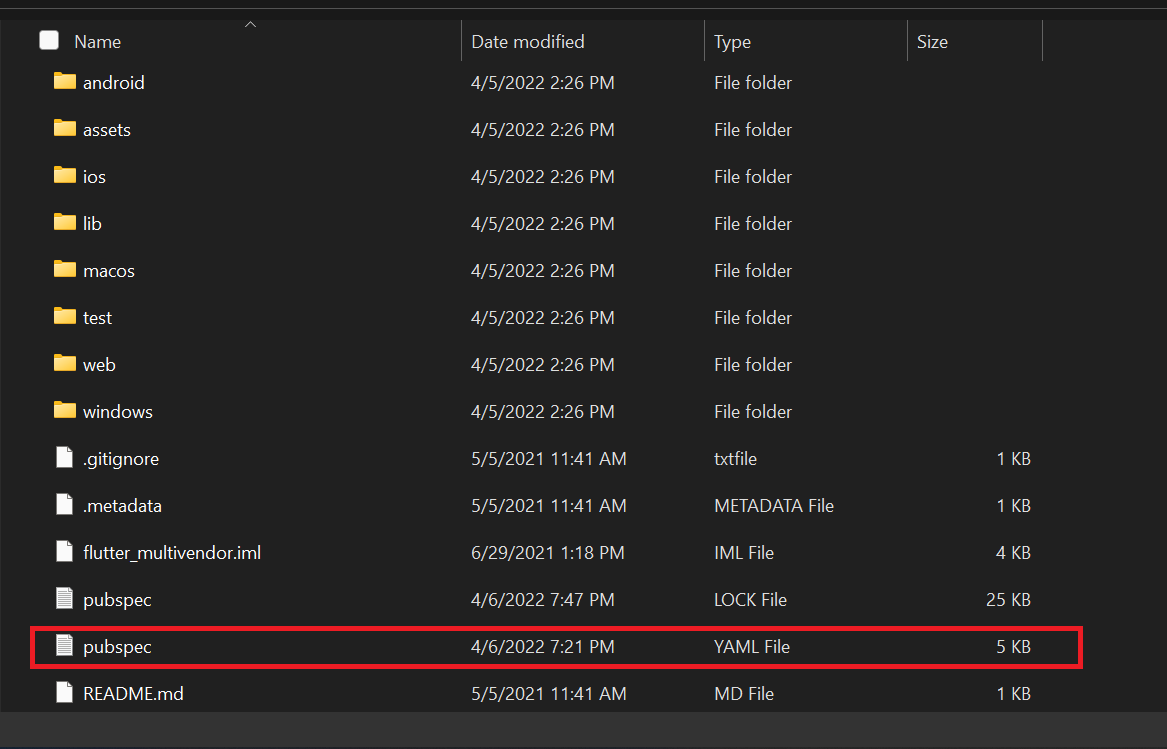 Name Date modified Type Size
android 4/5/2022 2:26 PM File folder
assets 4/5/2022 2:26 PM File folder
ios 4/5/2022 2:26 PM File folder
lib 4/5/2022 2:26 PM File folder
macos 4/5/2022 2:26 PM File folder
test 4/5/2022 2:26 PM File folder
web 4/5/2022 2:26 PM File folder
windows 4/5/2022 2:26 PM File folder
.gitignore 5/5/2021 11:41 AM txtfile 1 KB
.metadata 5/5/2021 11:41 AM METADATA File 1 KB
flutter_multivendor.iml 6/29/2021 1:18 PM IML File 4 KB
pubspec 4/6/2022 7:47 PM LOCK File 25 KB
pubspec 4/6/2022 7:21 PM YAML File 5 KB
README.md 5/5/2021 11:41 AM MD File 1 KB